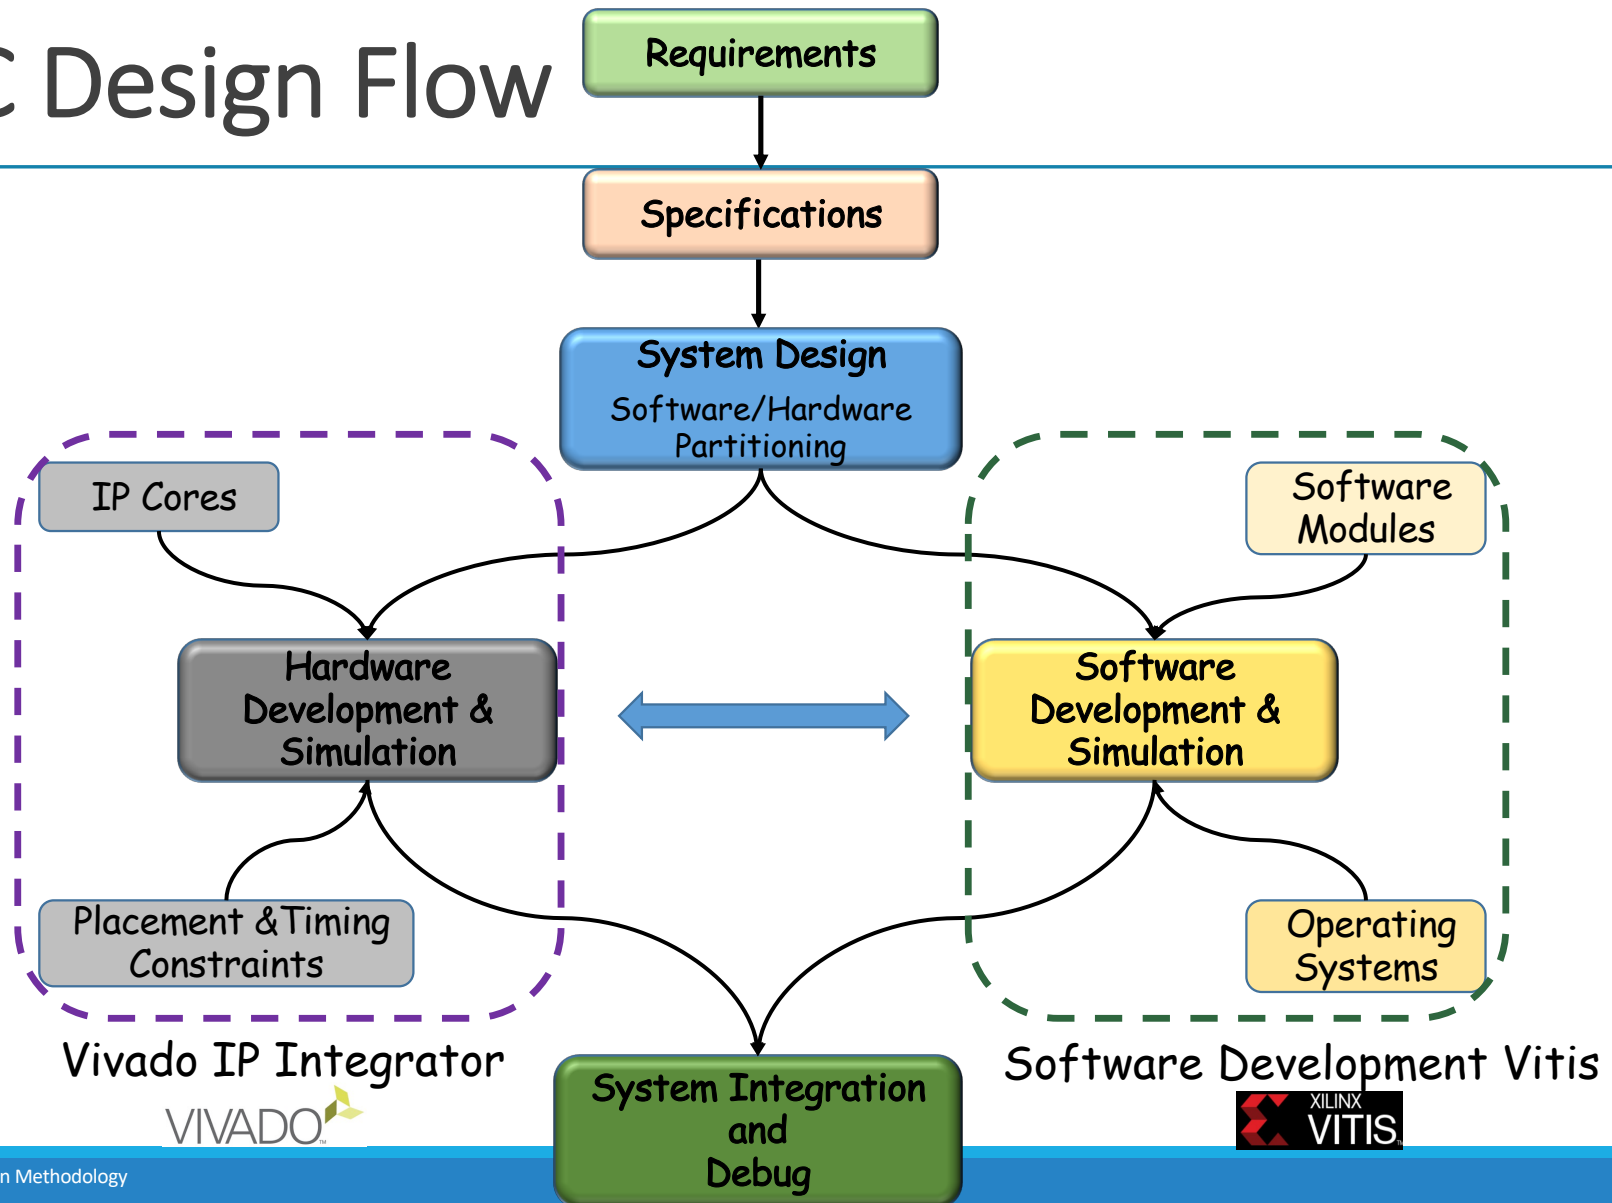 C Design Flow
Requirements
Specifications
System Design
Software/Hardware
Partitioning
IP Cores
Software
Modules
Hardware
Development &
Simulation
Software
Development &
Simulation
Placement &Timing
Constraints
Operating
Systems
Vivado IP Integrator
VIVADO
Software Development Vitis
XILINX
VITIS
System Integration
and
Debug
n Methodology